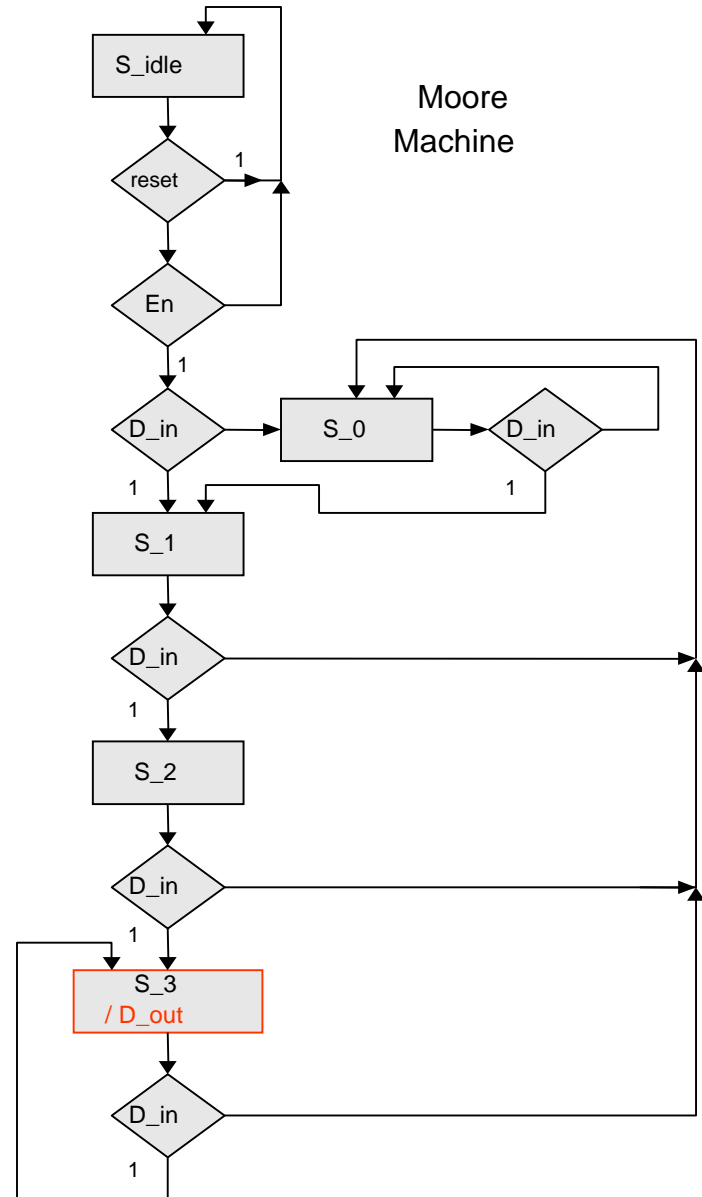 S_idle
Moore
Machine
1
reset
En
1
D_in
S_0
D_in
1
1
S_1
D_in
1
S_2
D_in
1
S_3
/ D_out
D_in
1